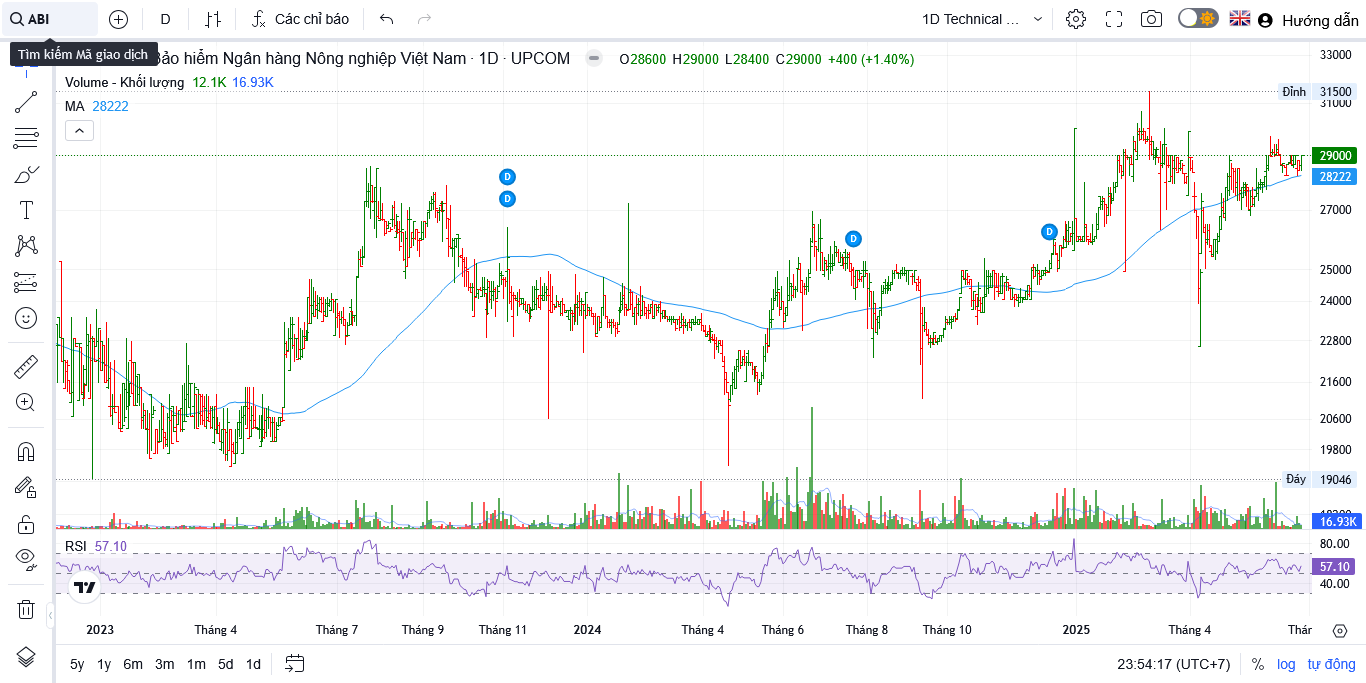 ABI
D
Các chỉ báo
1D Technical ...
Hướng dẫn
Tìm kiếm Mã giao dịch
Bảo hiểm Ngân hàng Nông nghiệp Việt Nam · 1D · UPCOM
O28600 H29000 L28400 C29000 +400 (+1.40%)
Volume - Khối lượng 12.1K 16.93K
MA 28222
33000
Đỉnh 31500
31000
29000
28222
27000
25000
24000
22800
21600
20600
19800
Đáy 19046
16.93K
D
D
D
D
RSI 57.10
80.00
57.10
40.00
2023 Tháng 4 Tháng 7 Tháng 9 Tháng 11 2024 Tháng 4 Tháng 6 Tháng 8 Tháng 10 2025 Tháng 4 Thár
5y 1y 6m 3m 1m 5d 1d
23:54:17 (UTC+7) % log tự động